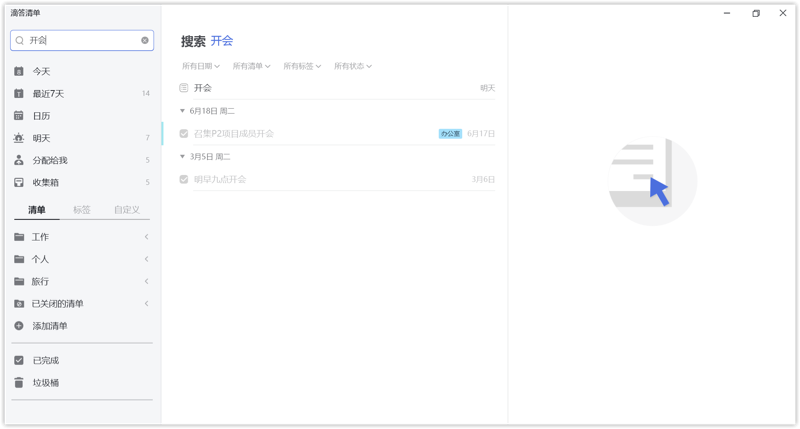 滴答清单
开会
今天
最近7天 14
日历
明天 7
分配给我 5
收集箱 5
清单 标签 自定义
工作
个人
旅行
已关闭的清单
添加清单
已完成
垃圾桶
搜索 开会
所有日期 所有清单 所有标签 所有状态
开会 明天
6月18日 周二
召集P2项目成员开会 办公室 6月17日
3月5日 周二
明早九点开会 3月6日